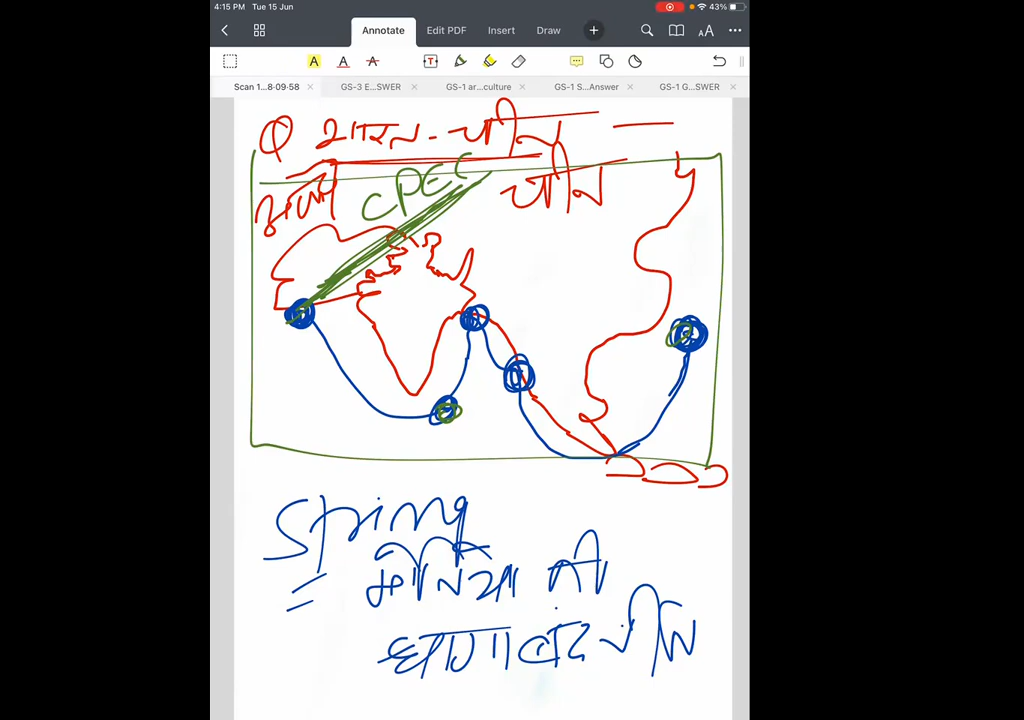 4:15 PM Tue 15 Jun
43%
Annotate Edit PDF Insert Draw
AA
A A A T
Scan 1...8-09-58 GS-3 E...SWER GS-1 ar...culture GS-1 S...Answer GS-1 G...SWER
Q भारत - चीन
CPEC चीन
String
= मोतियों की